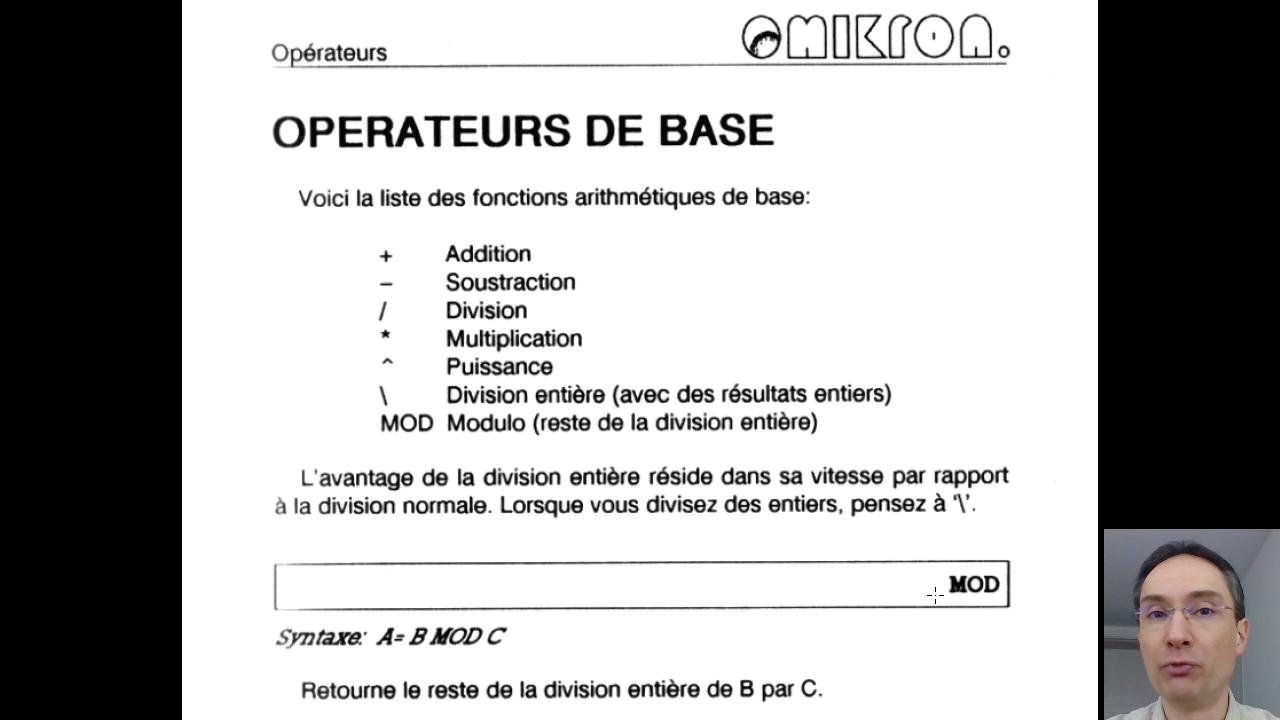 Opérateurs
OMIKRON.
OPERATEURS DE BASE
Voici la liste des fonctions arithmétiques de base:
+ Addition
– Soustraction
/ Division
* Multiplication
^ Puissance
\ Division entière (avec des résultats entiers)
MOD Modulo (reste de la division entière)
L'avantage de la division entière réside dans sa vitesse par rapport
à la division normale. Lorsque vous divisez des entiers, pensez à '\'.
MOD
Syntaxe: A= B MOD C
Retourne le reste de la division entière de B par C.